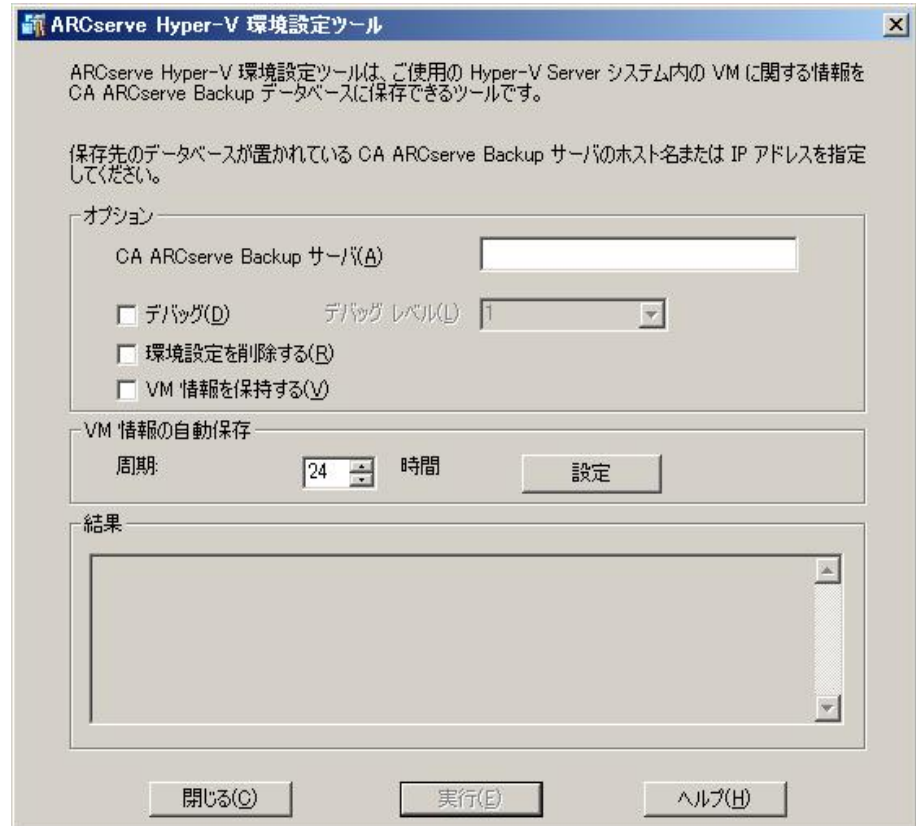 ARCserve Hyper-V 環境設定ツール
ARCserve Hyper-V 環境設定ツールは、ご使用の Hyper-V Server システム内の VM に関する情報を
CA ARCserve Backup データベースに保存できるツールです。
保存先のデータベースが置かれている CA ARCserve Backup サーバのホスト名または IP アドレスを指定
してください。
オプション
CA ARCserve Backup サーバ(A)
デバッグ(D) デバッグ レベル(L) 1
環境設定を削除する(R)
VM 情報を保持する(V)
VM 情報の自動保存
周期: 24 時間 設定
結果
閉じる(C) 実行(E) ヘルプ(H)